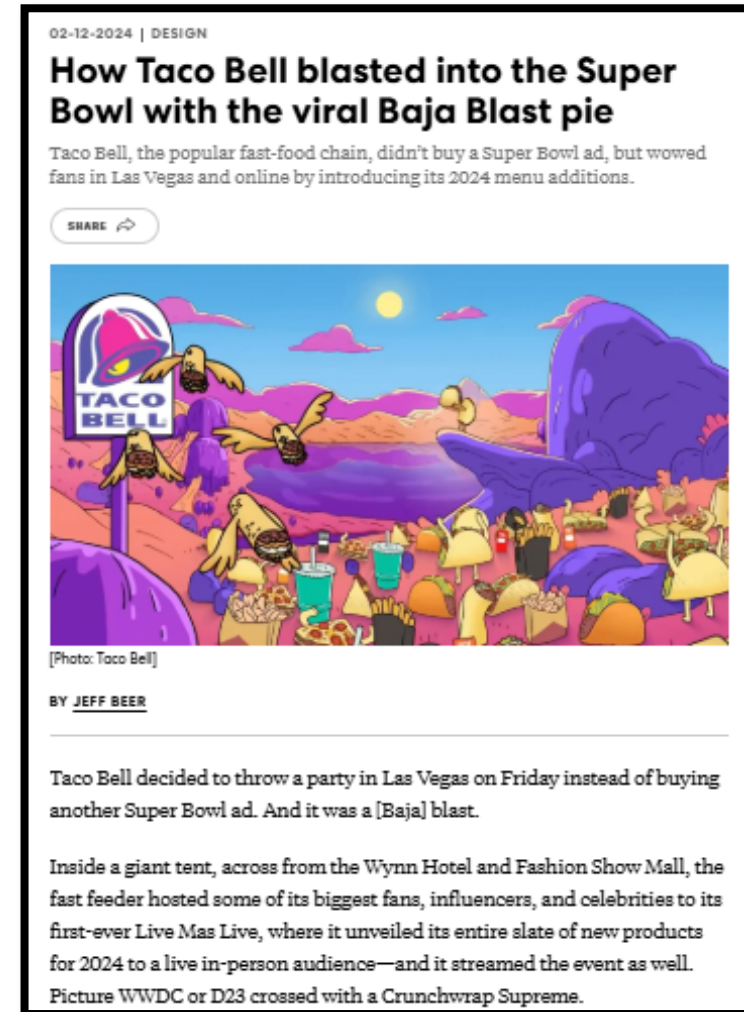 02-12-2024 | DESIGN
How Taco Bell blasted into the Super
Bowl with the viral Baja Blast pie
Taco Bell, the popular fast-food chain, didn't buy a Super Bowl ad, but wowed
fans in Las Vegas and online by introducing its 2024 menu additions.
SHARE
TACO
BELL
[Photo: Taco Bell]
BY JEFF BEER
Taco Bell decided to throw a party in Las Vegas on Friday instead of buying
another Super Bowl ad. And it was a [Baja] blast.
Inside a giant tent, across from the Wynn Hotel and Fashion Show Mall, the
fast feeder hosted some of its biggest fans, influencers, and celebrities to its
first-ever Live Mas Live, where it unveiled its entire slate of new products
for 2024 to a live in-person audience—and it streamed the event as well.
Picture WWDC or D23 crossed with a Crunchwrap Supreme.